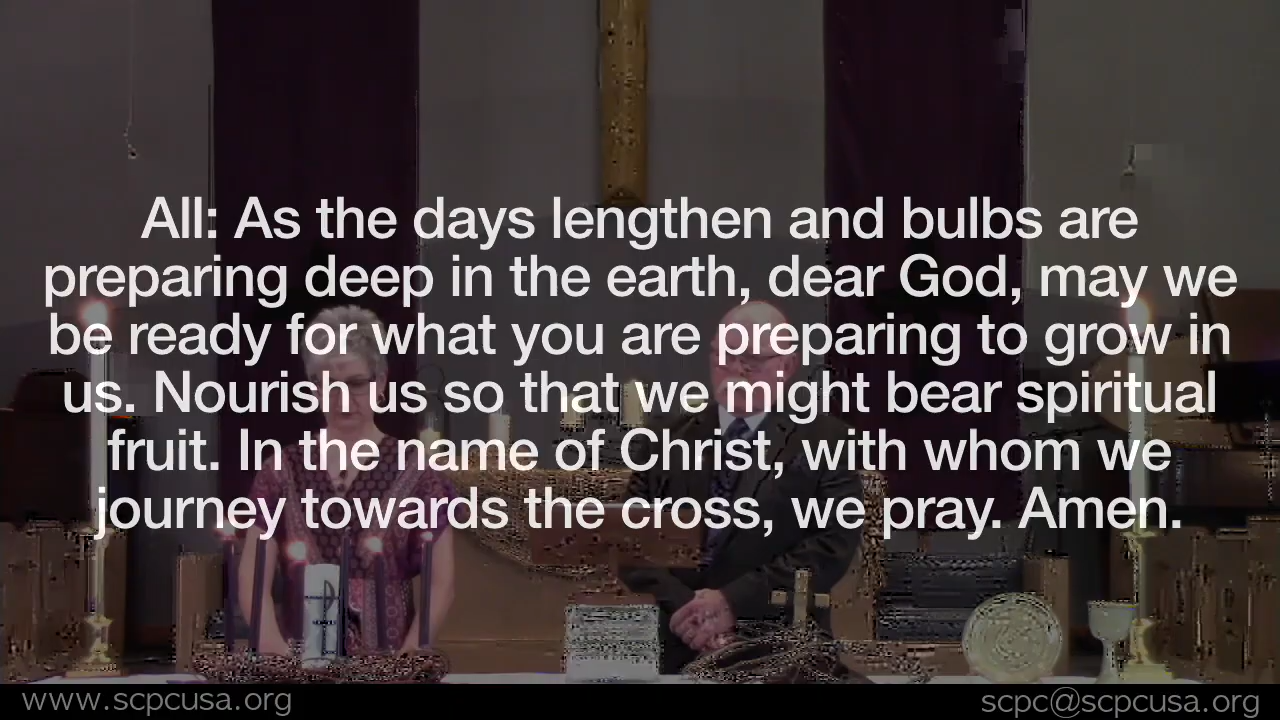 All: As the days lengthen and bulbs are
preparing deep in the earth, dear God, may we
be ready for what you are preparing to grow in
us. Nourish us so that we might bear spiritual
fruit. In the name of Christ, with whom we
journey towards the cross, we pray. Amen.
www.scpcusa.org
scpc@scpcusa.org